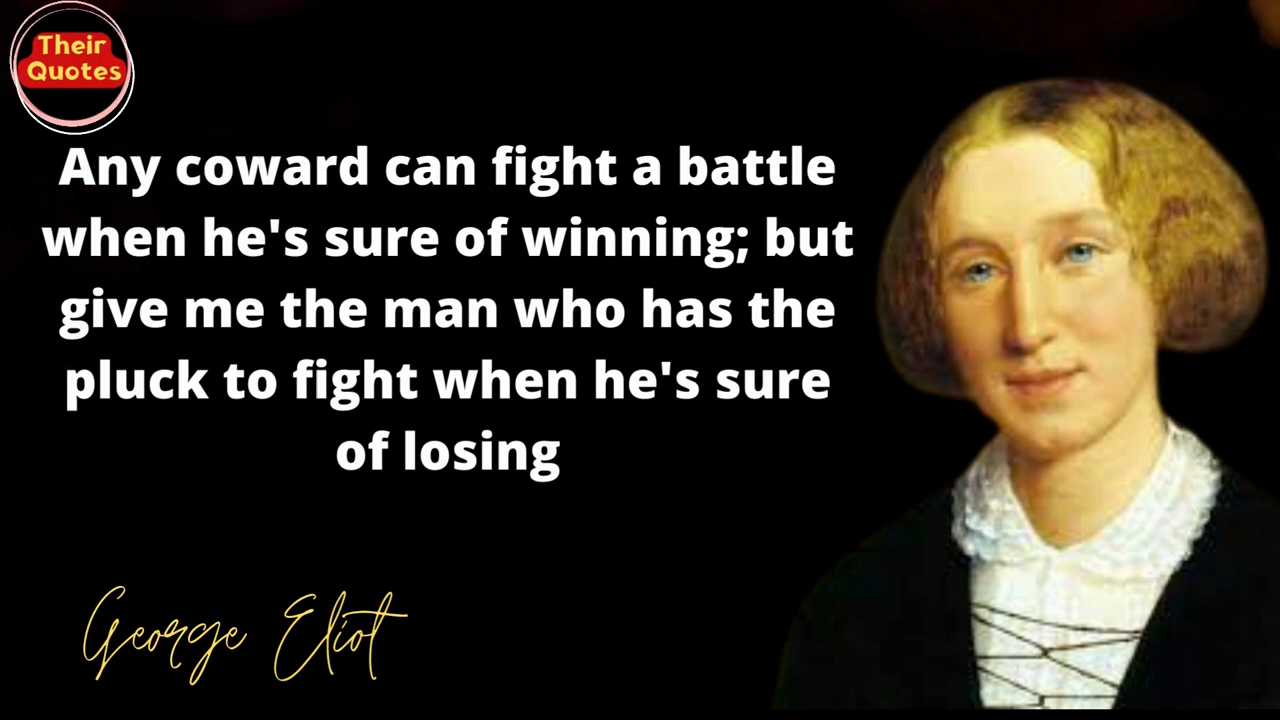 Their
Quotes
Any coward can fight a battle
when he's sure of winning; but
give me the man who has the
pluck to fight when he's sure
of losing
George Eliot